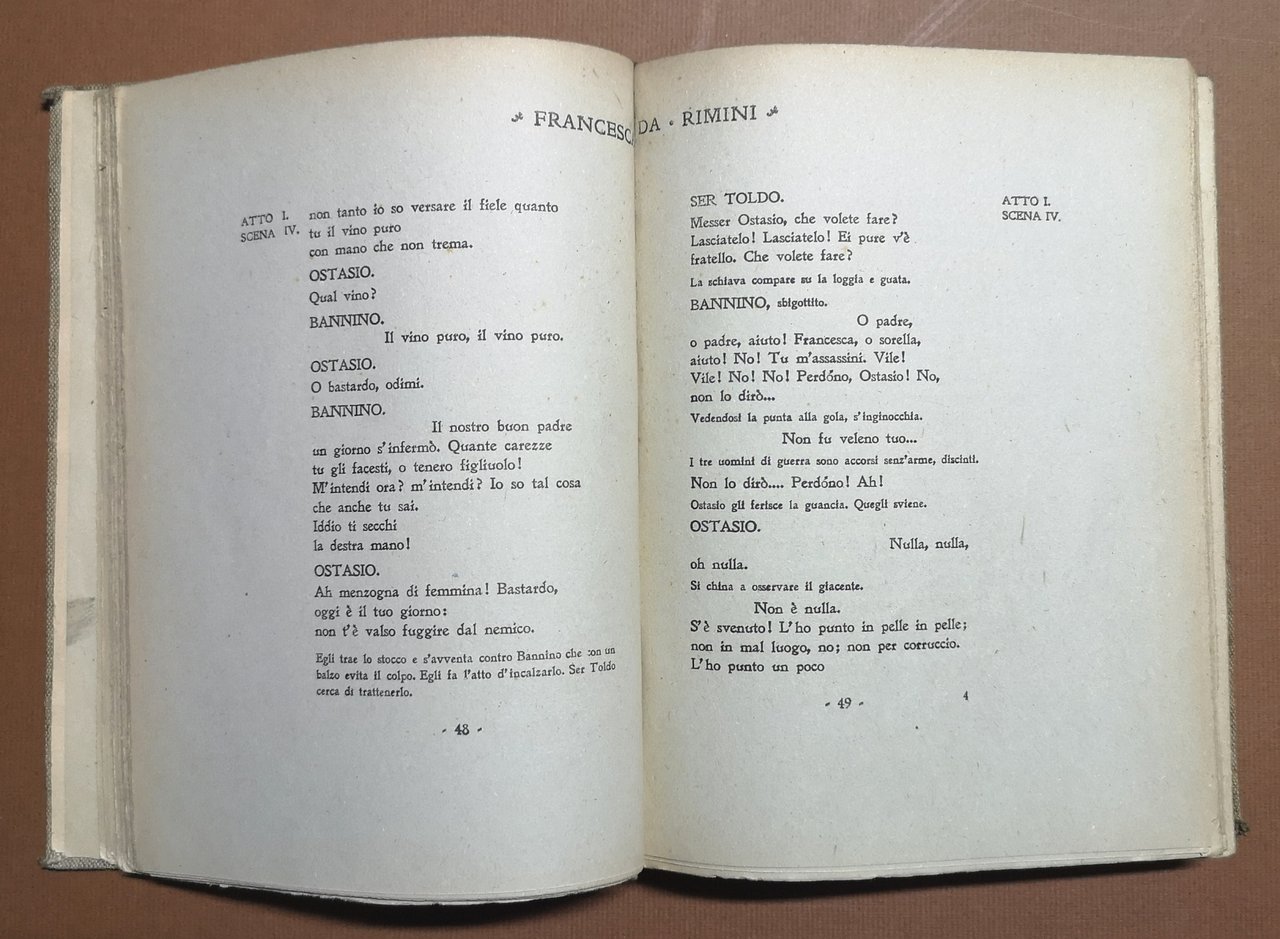 FRANCESCA DA • RIMINI
ATTO I.
SCENA IV.
non tanto io so versare il fiele quanto
tu il vino puro
con mano che non trema.
OSTASIO.
Qual vino?
BANNINO.
Il vino puro, il vino puro.
OSTASIO.
O bastardo, odimi.
BANNINO.
Il nostro buon padre
un giorno s'infermò. Quante carezze
tu gli facesti, o tenero figliuolo!
M'intendi ora? m'intendi? Io so tal cosa
che anche tu sai.
Iddio ti secchi
la destra mano!
OSTASIO.
Ah menzogna di femmina! Bastardo,
oggi è il tuo giorno:
non t'è valso fuggire dal nemico.
Egli trae lo stocco e s'avventa contro Bannino che con un
balzo evita il colpo. Egli fa l'atto d'incalzarlo. Ser Toldo
cerca di trattenerlo.
- 48 -
SER TOLDO.
Messer Ostasio, che volete fare?
Lasciatelo! Lasciatelo! Ei pure v'è
fratello. Che volete fare?
La schiava compare su la loggia e guata.
BANNINO, sbigottito.
O padre,
o padre, aiuto! Francesca, o sorella,
aiuto! No! Tu m'assassini. Vile!
Vile! No! No! Perdóno, Ostasio! No,
non lo dirò...
Vedendosi la punta alla gola, s'inginocchia.
Non fu veleno tuo...
I tre uomini di guerra sono accorsi senz'arme, discinti.
Non lo dirò.... Perdóno! Ah!
Ostasio gli ferisce la guancia. Quegli sviene.
OSTASIO.
Nulla, nulla,
oh nulla.
Si china a osservare il giacente.
Non è nulla.
S'è svenuto! L'ho punto in pelle in pelle;
non in mal luogo, no; non per corruccio.
L'ho punto un poco
ATTO I.
SCENA IV.
- 49 -
4